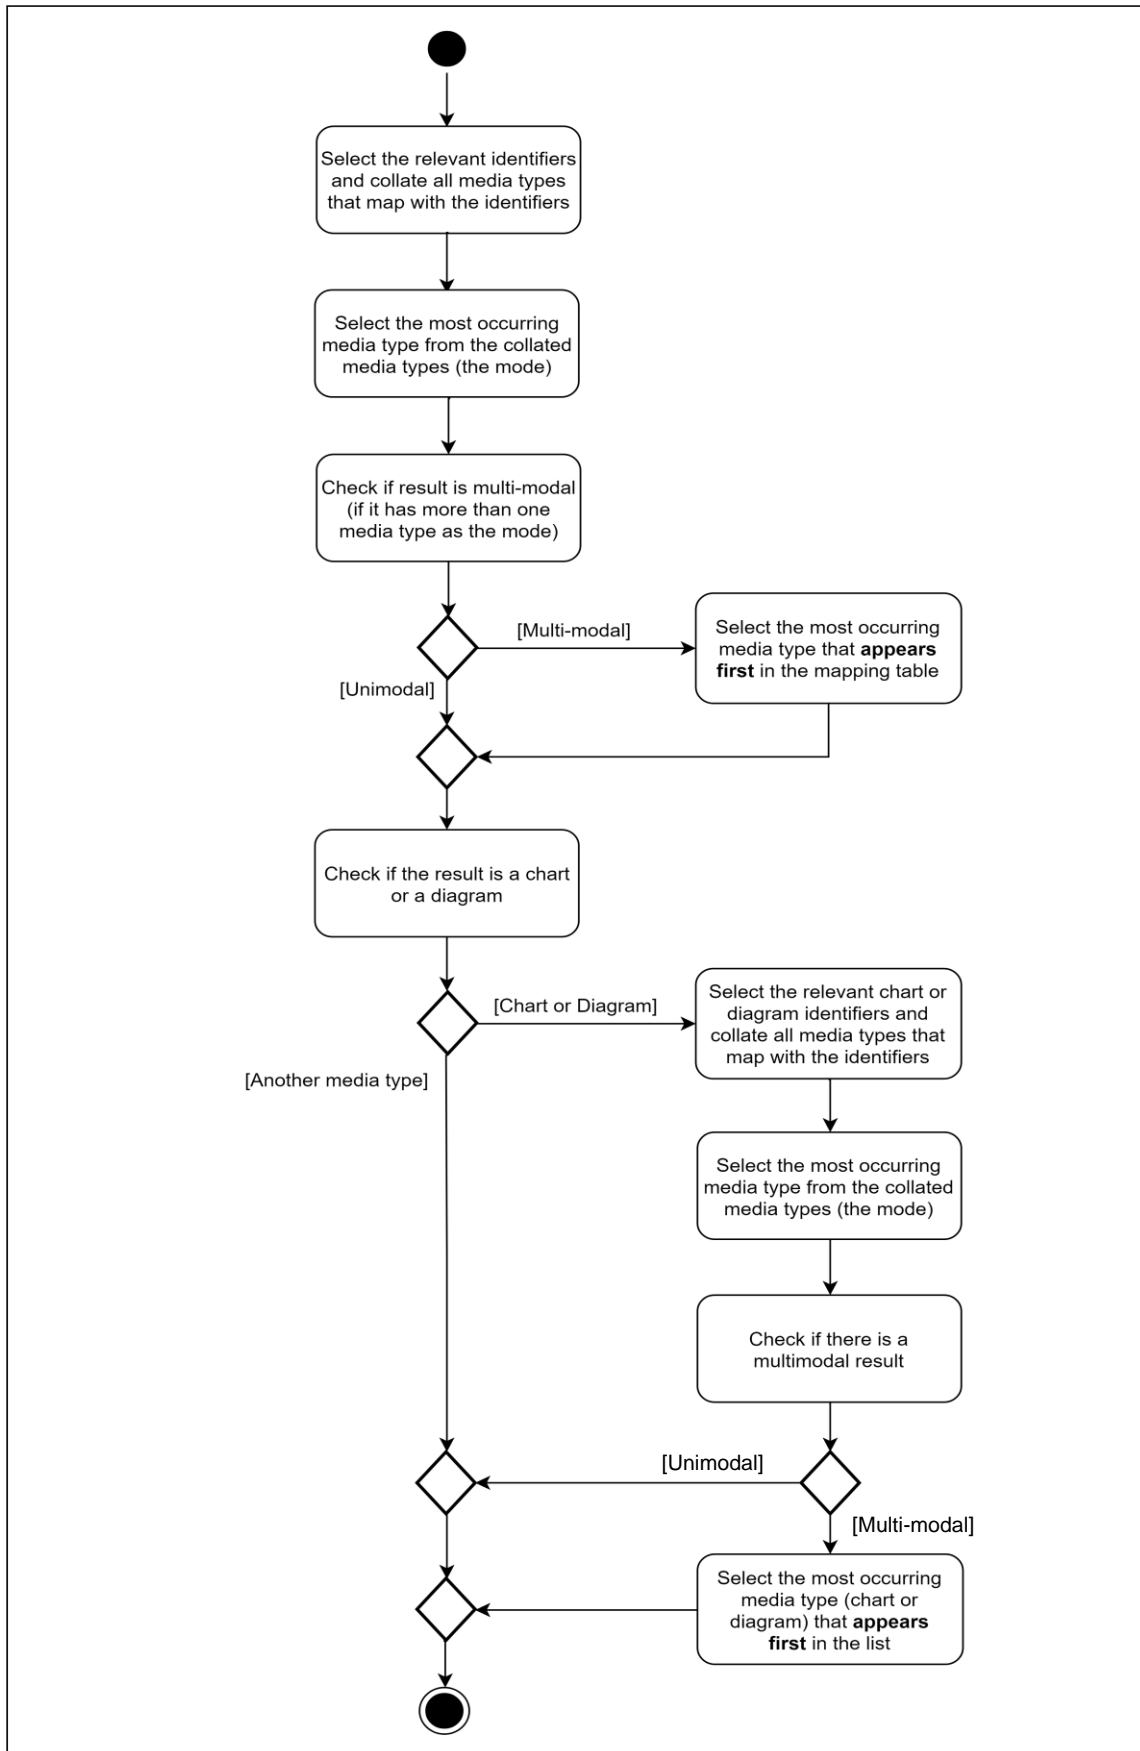 Select the relevant identifiers
and collate all media types
that map with the identifiers
Select the most occurring
media type from the collated
media types (the mode)
Check if result is multi-modal
(if it has more than one
media type as the mode)
[Multi-modal]
Select the most occurring
media type that appears
first in the mapping table
[Unimodal]
Check if the result is a chart
or a diagram
[Chart or Diagram]
Select the relevant chart or
diagram identifiers and
collate all media types that
map with the identifiers
[Another media type]
Select the most occurring
media type from the collated
media types (the mode)
Check if there is a
multimodal result
[Unimodal]
[Multi-modal]
Select the most occurring
media type (chart or
diagram) that appears
first in the list